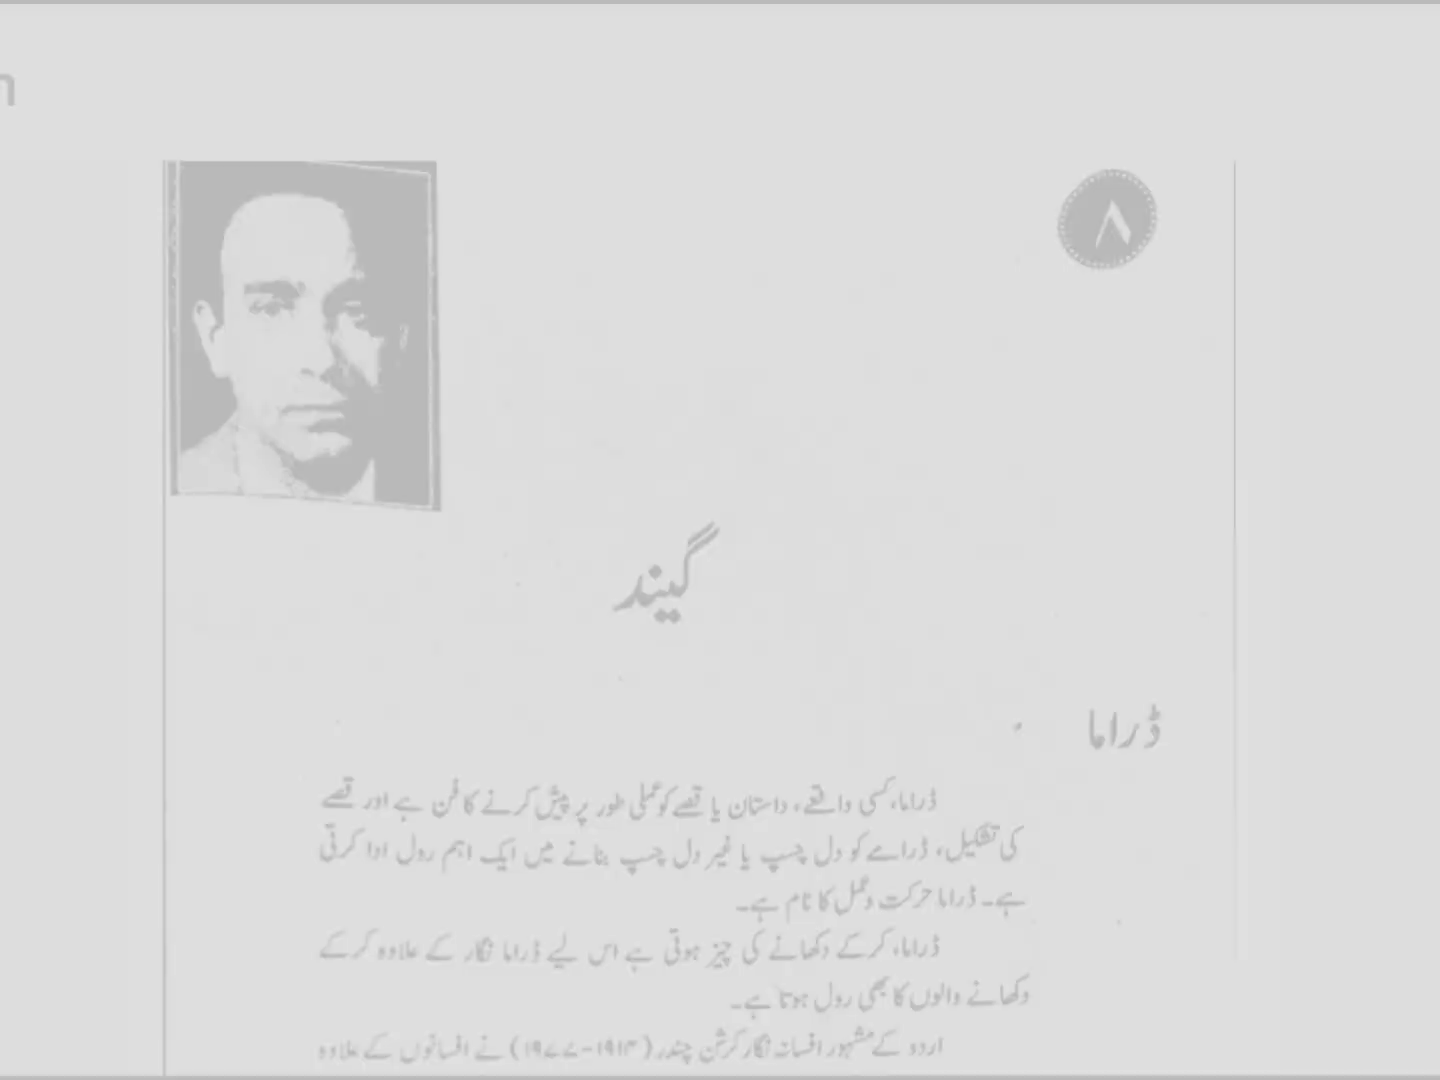 ۸
گیند
ڈراما
ڈراما، کسی واقعے، داستان یا قصے کو عملی طور پر پیش کرنے کا فن ہے اور قصے
کی تشکیل، ڈرامے کو دل چسپ یا غیر دل چسپ بنانے میں ایک اہم رول ادا کرتی
ہے۔ ڈراما حرکت و عمل کا نام ہے۔
ڈراما، کر کے دکھانے کی چیز ہوتی ہے اس لیے ڈراما نگار کے علاوہ کر کے
دکھانے والوں کا بھی رول ہوتا ہے۔
اردو کے مشہور افسانہ نگار کرشن چندر (۱۹۱۴-۱۹۷۷) نے افسانوں کے علاوہ